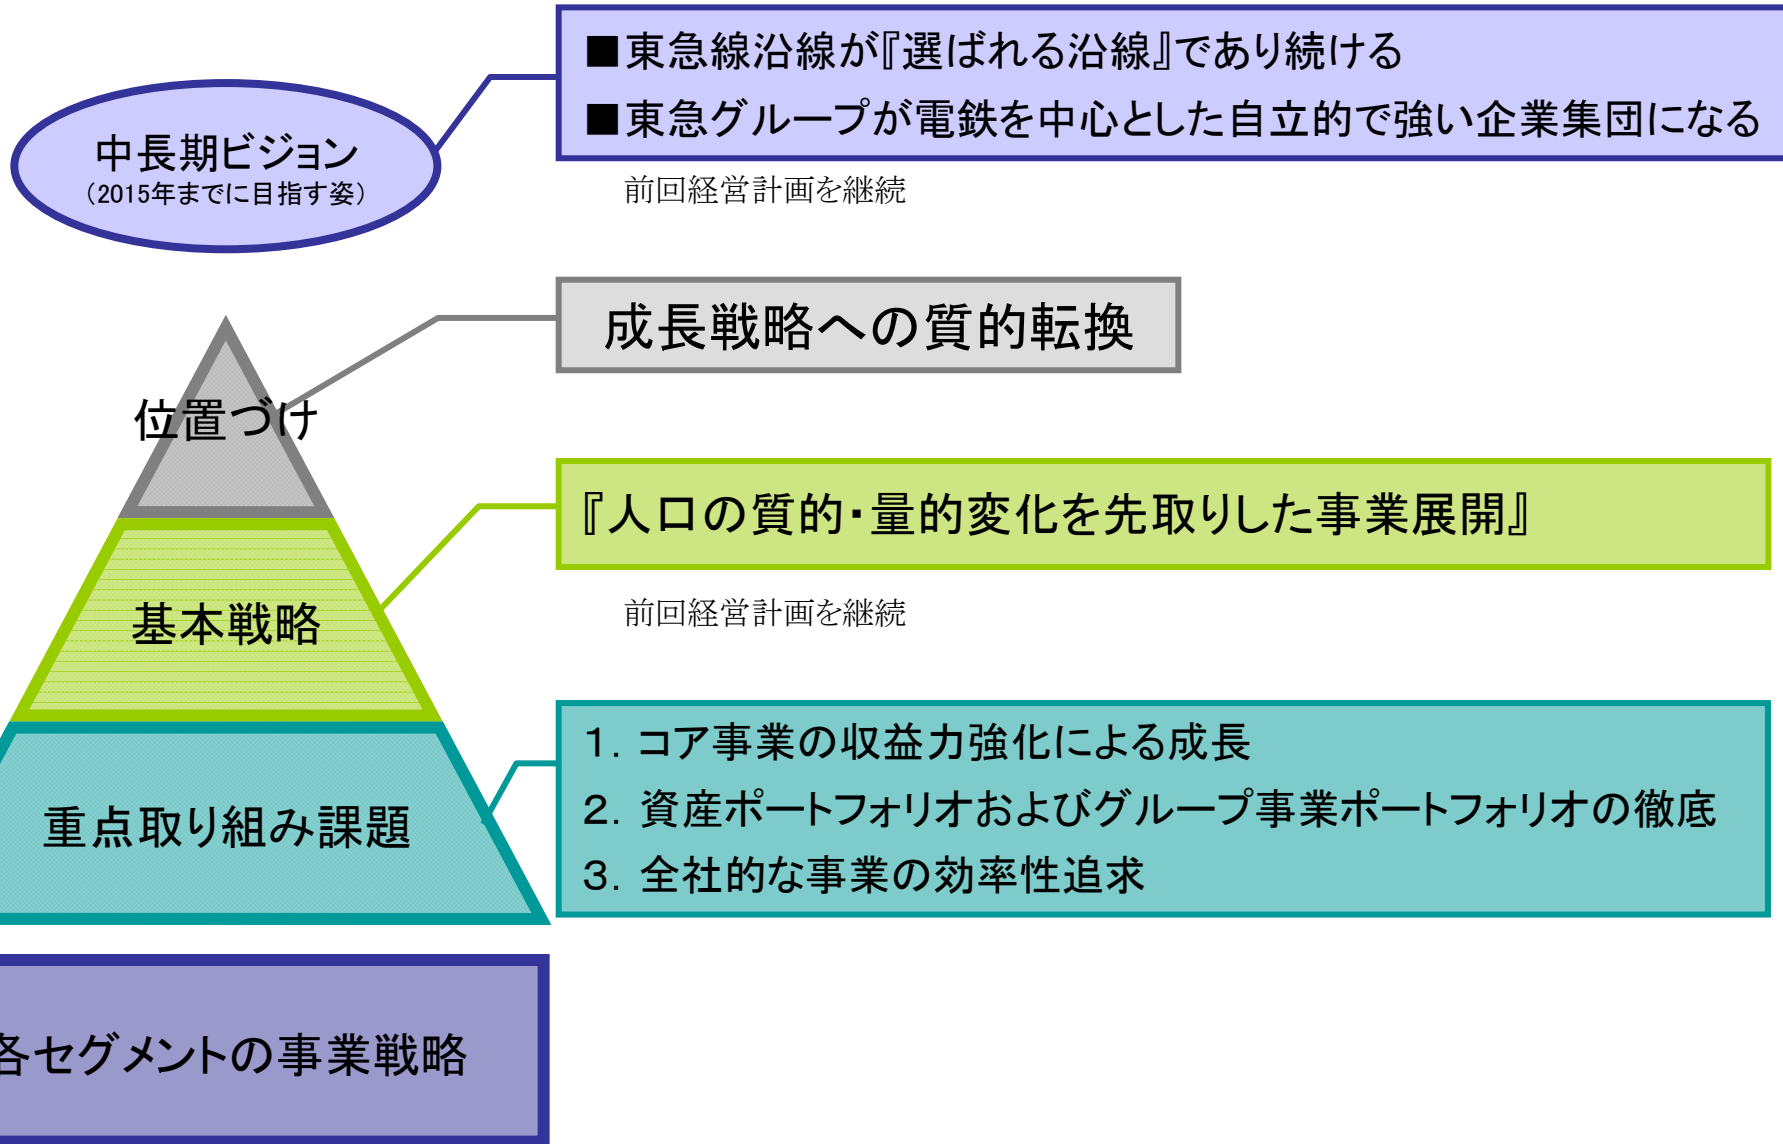 ■東急線沿線が『選ばれる沿線』であり続ける
■東急グループが電鉄を中心とした自立的で強い企業集団になる
中長期ビジョン
（2015年までに目指す姿）
前回経営計画を継続
成長戦略への質的転換
位置づけ
『人口の質的・量的変化を先取りした事業展開』
基本戦略
前回経営計画を継続
1. コア事業の収益力強化による成長
2. 資産ポートフォリオおよびグループ事業ポートフォリオの徹底
3. 全社的な事業の効率性追求
重点取り組み課題
各セグメントの事業戦略